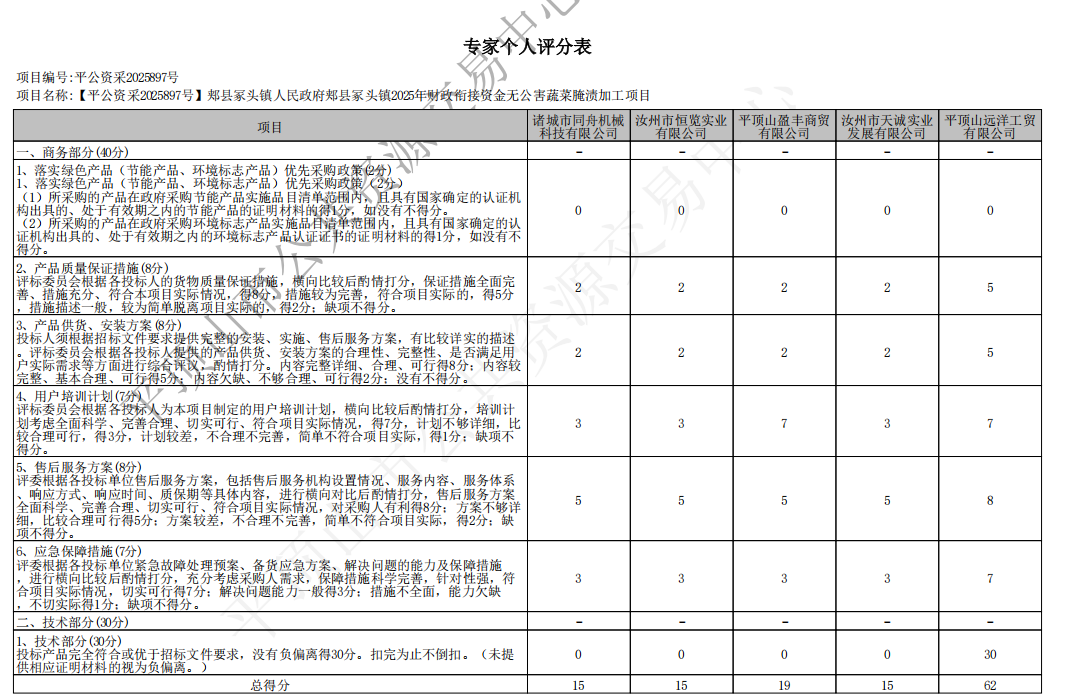 专家个人评分表
项目编号:平公资采2025897号
项目名称:【平公资采2025897号】郏县冢头镇人民政府郏县冢头镇2025年财政衔接资金无公害蔬菜腌渍加工项目
项目 诸城市同舟机械科技有限公司 汝州市恒览实业有限公司 平顶山盈丰商贸有限公司 汝州市天诚实业发展有限公司 平顶山远洋工贸有限公司
一、商务部分(40分) － － － － －
1、落实绿色产品（节能产品、环境标志产品）优先采购政策(2分)
1、落实绿色产品（节能产品、环境标志产品）优先采购政策（2分）
（1）所采购的产品在政府采购节能产品实施品目清单范围内，且具有国家确定的认证机
构出具的、处于有效期之内的节能产品的证明材料的得1分，如没有不得分。
（2）所采购的产品在政府采购环境标志产品实施品目清单范围内，且具有国家确定的认
证机构出具的、处于有效期之内的环境标志产品认证证书的证明材料的得1分，如没有不
得分。
0 0 0 0 0
2、产品质量保证措施(8分)
评标委员会根据各投标人的货物质量保证措施，横向比较后酌情打分，保证措施全面完
善、措施充分、符合本项目实际情况，得8分；措施较为完善，符合项目实际的，得5分
，措施描述一般，较为简单脱离项目实际的，得2分；缺项不得分。
2 2 2 2 5
3、产品供货、安装方案(8分)
投标人须根据招标文件要求提供完整的安装、实施、售后服务方案，有比较详实的描述
。评标委员会根据各投标人提供的产品供货、安装方案的合理性、完整性、是否满足用
户实际需求等方面进行综合评议、酌情打分。内容完整详细、合理、可行得8分；内容较
完整、基本合理、可行得5分；内容欠缺、不够合理、可行得2分；没有不得分。
2 2 2 2 5
4、用户培训计划(7分)
评标委员会根据各投标人为本项目制定的用户培训计划，横向比较后酌情打分，培训计
划考虑全面科学、完善合理、切实可行、符合项目实际情况，得7分，计划不够详细，比
较合理可行，得3分，计划较差，不合理不完善，简单不符合项目实际，得1分；缺项不
得分。
3 3 7 3 7
5、售后服务方案(8分)
评委根据各投标单位售后服务方案，包括售后服务机构设置情况、服务内容、服务体系
、响应方式、响应时间、质保期等具体内容，进行横向对比后酌情打分，售后服务方案
全面科学、完善合理、切实可行、符合项目实际情况，对采购人有利得8分；方案不够详
细，比较合理可行得5分；方案较差，不合理不完善，简单不符合项目实际，得2分；缺
项不得分。
5 5 5 5 8
6、应急保障措施(7分)
评委根据各投标单位紧急故障处理预案、备货应急方案、解决问题的能力及保障措施
，进行横向比较后酌情打分，充分考虑采购人需求，保障措施科学完善，针对性强，符
合项目实际情况，切实可行得7分；解决问题能力一般得3分；措施不全面，能力欠缺
，不切实际得1分；缺项不得分。
3 3 3 3 7
二、技术部分(30分) － － － － －
1、技术部分(30分)
投标产品完全符合或优于招标文件要求，没有负偏离得30分。扣完为止不倒扣。（未提
供相应证明材料的视为负偏离。）
0 0 0 0 30
总得分 15 15 19 15 62
平顶山市公共资源交易中心
平顶山市公共资源交易中心